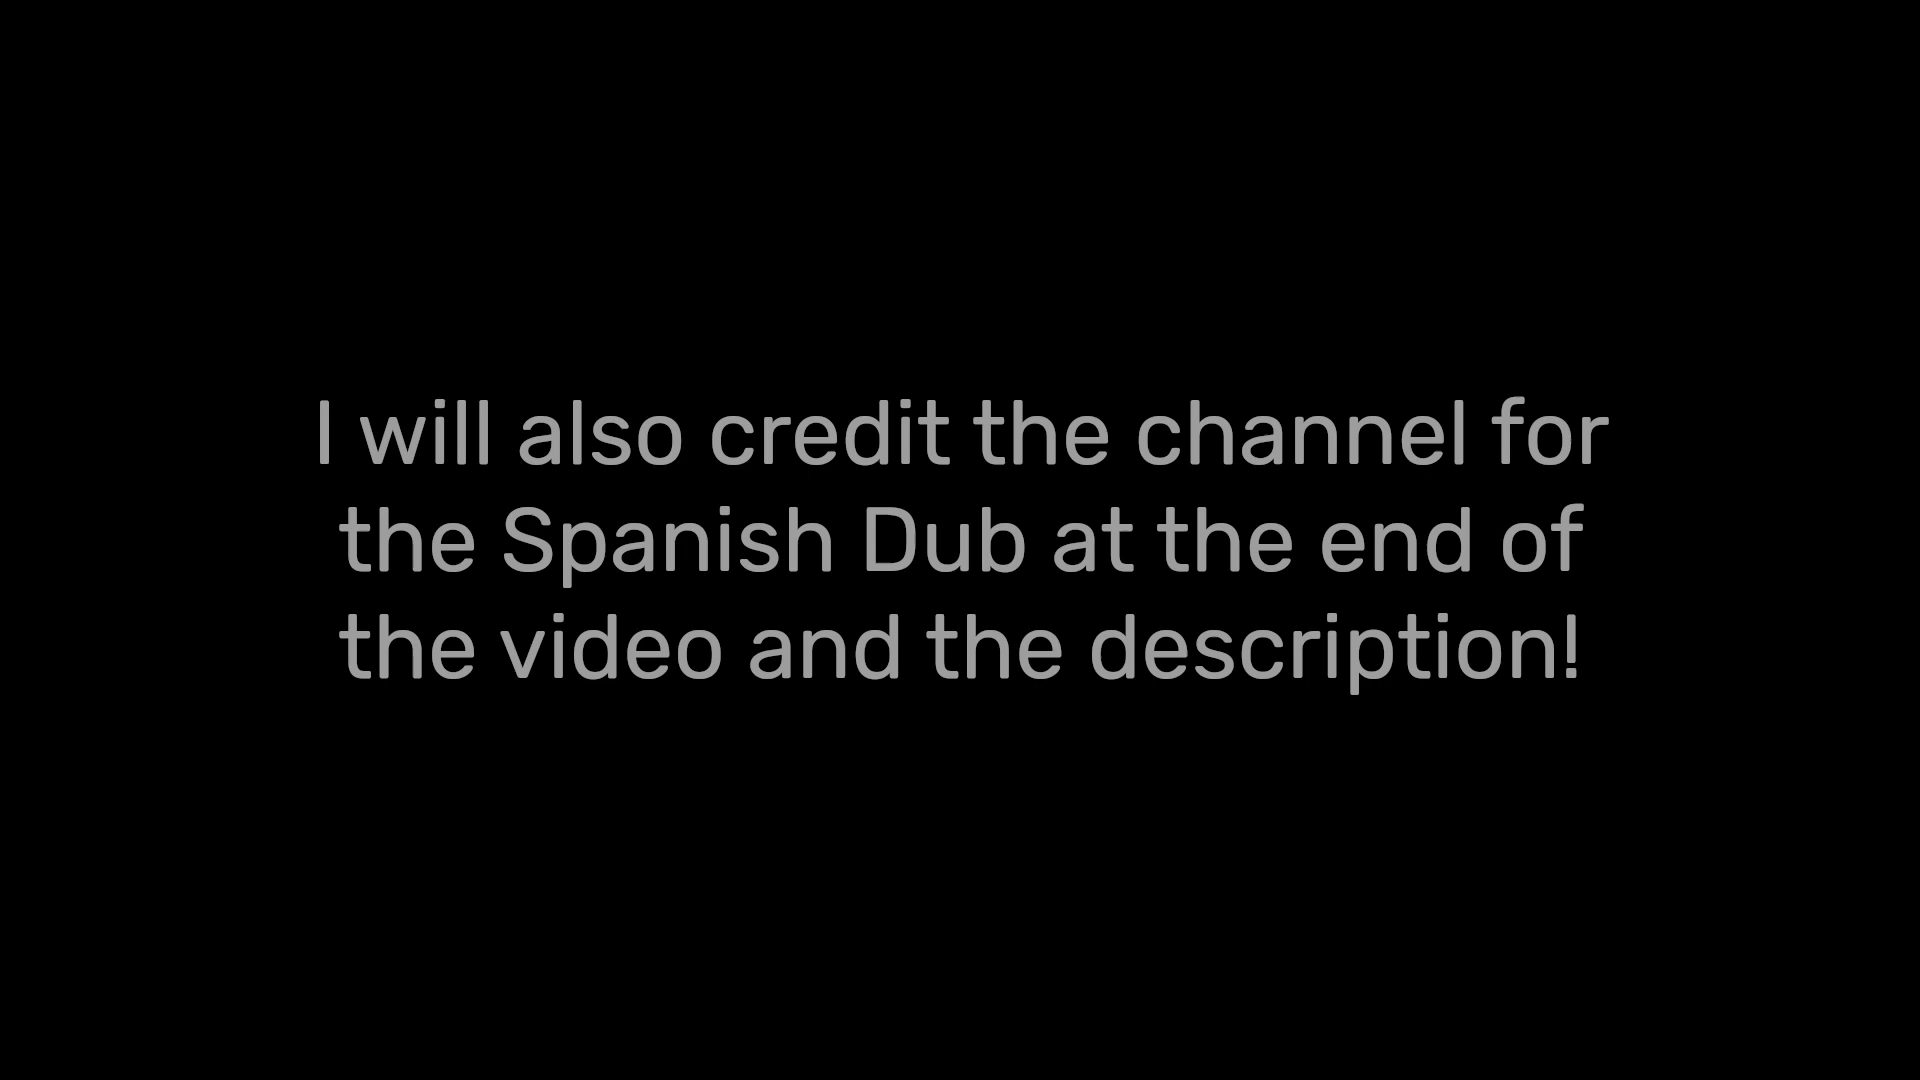 I will also credit the channel for
the Spanish Dub at the end of
the video and the description!